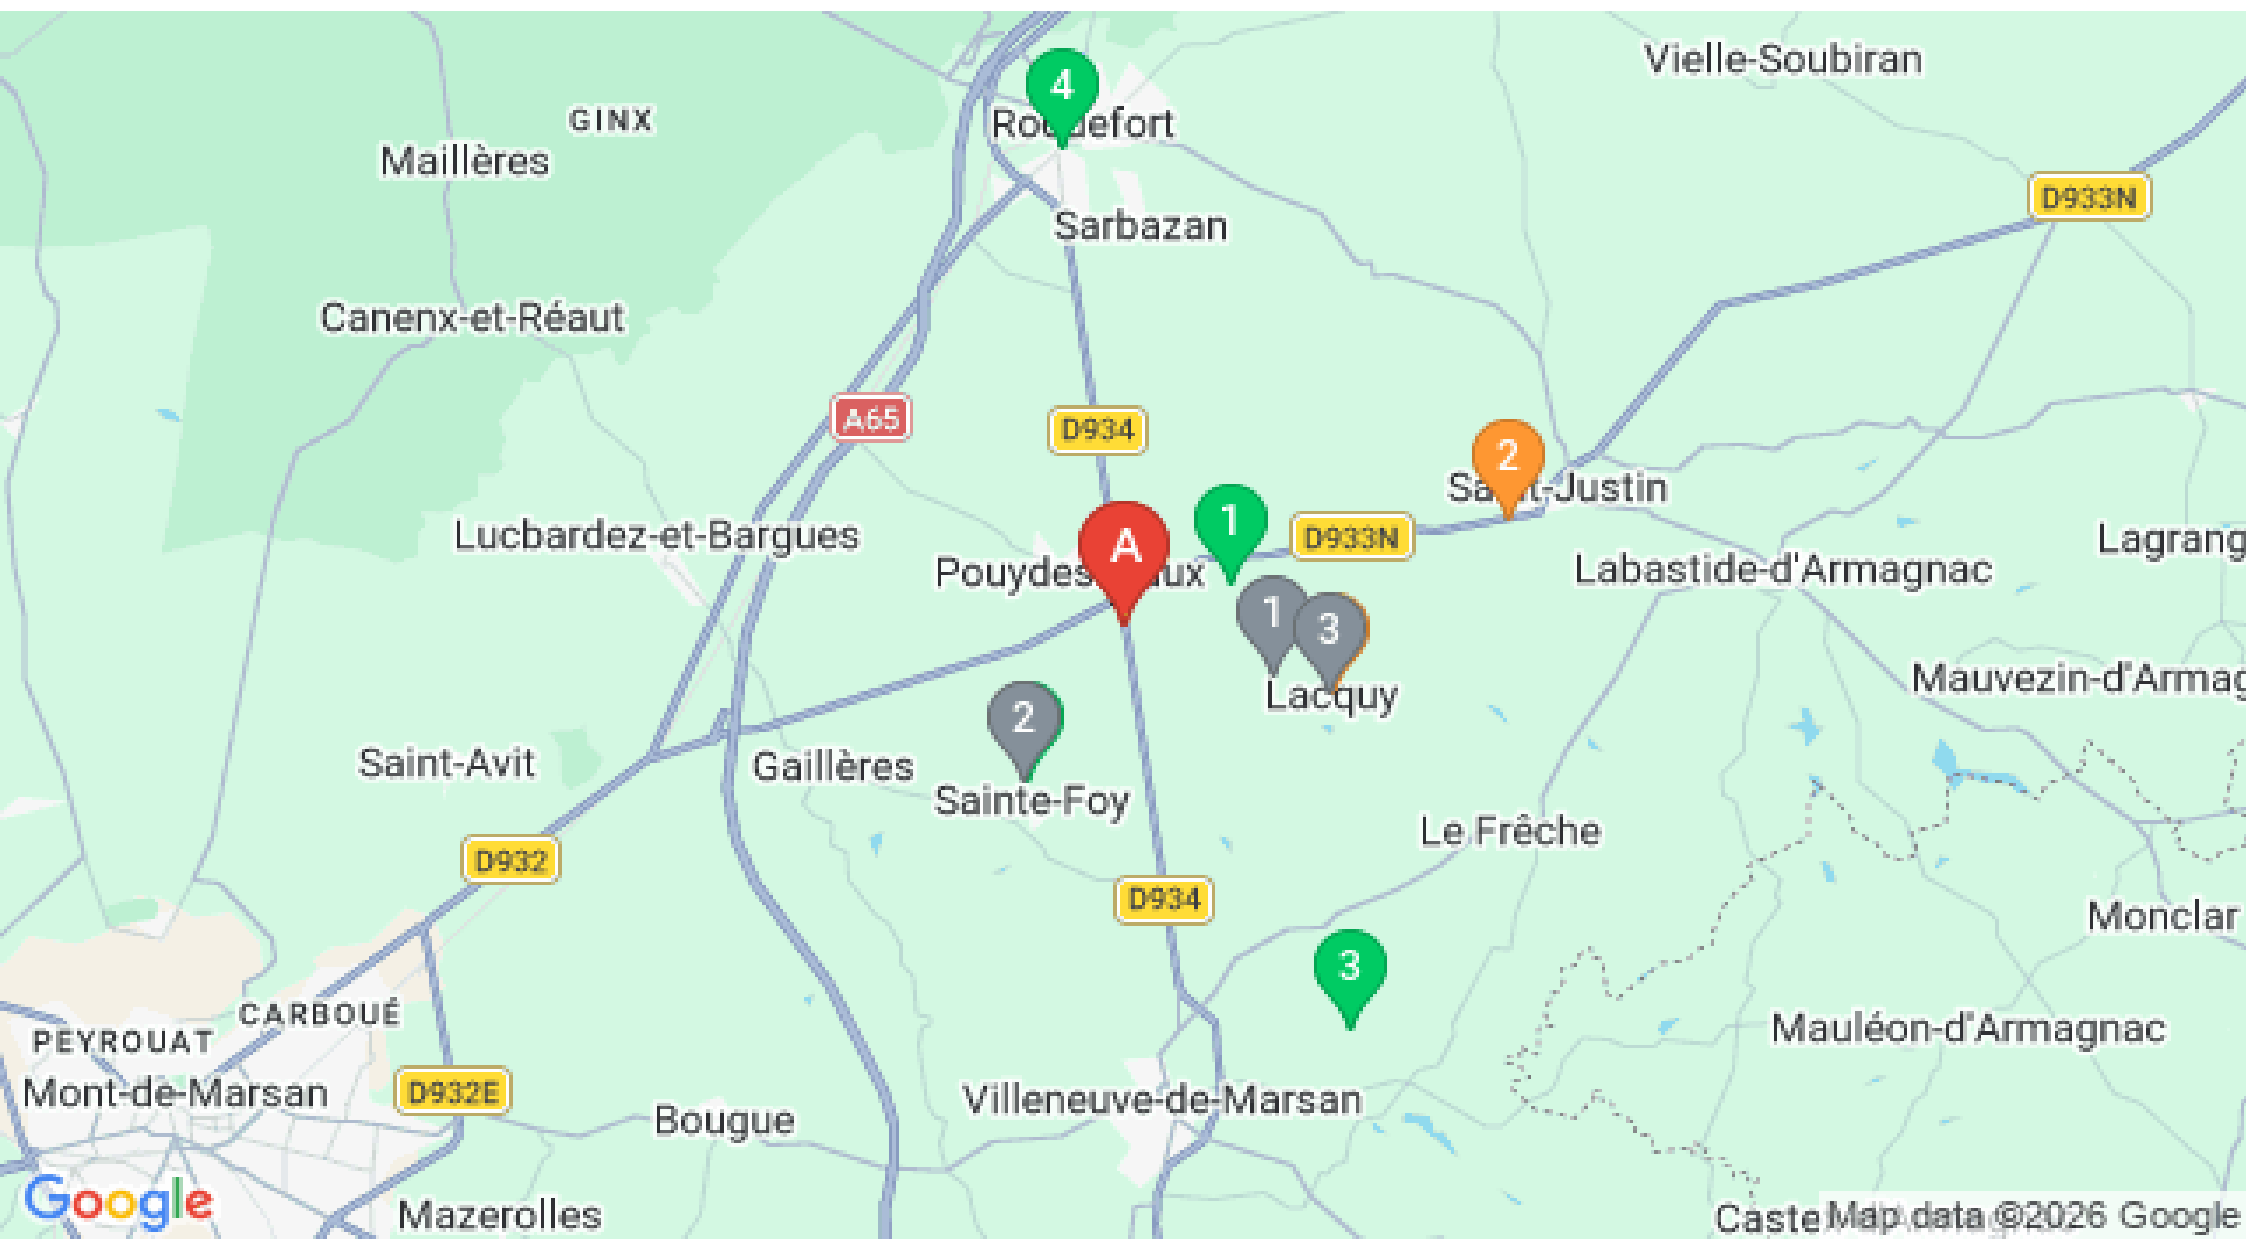 Vielle-Soubiran
4
GINX
Roquefort
Maillères
D933N
Sarbazan
Canenx-et-Réaut
A65
D934
2
Saint-Justin
1
Lucbardez-et-Bargues
A
D933N
Lagrang
Pouydes ux
Labastide-d'Armagnac
1
3
Mauvezin-d'Armag
Lacquy
2
Saint-Avit
Gaillères
Sainte-Foy
Le Frêche
D932
D934
Monclar
3
CARBOUÉ
PEYROUAT
Mauléon-d'Armagnac
Mont-de-Marsan
D932E
Villeneuve-de-Marsan
Bougue
Google
Mazerolles
Caste
Map data ©2026 Google